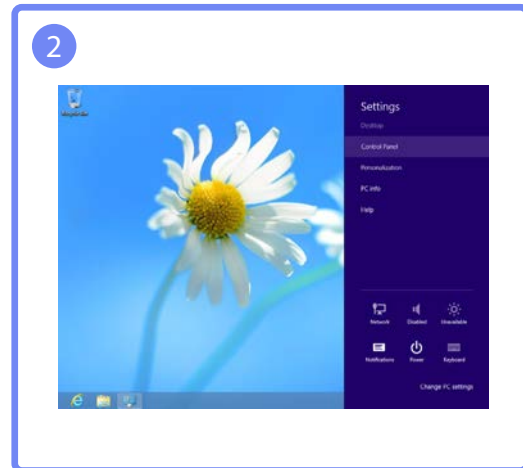 2
Settings
Desktop
Control Panel
Personalization
PC info
Help
Network
Disabled
Unavailable
Notifications
Power
Keyboard
Change PC settings